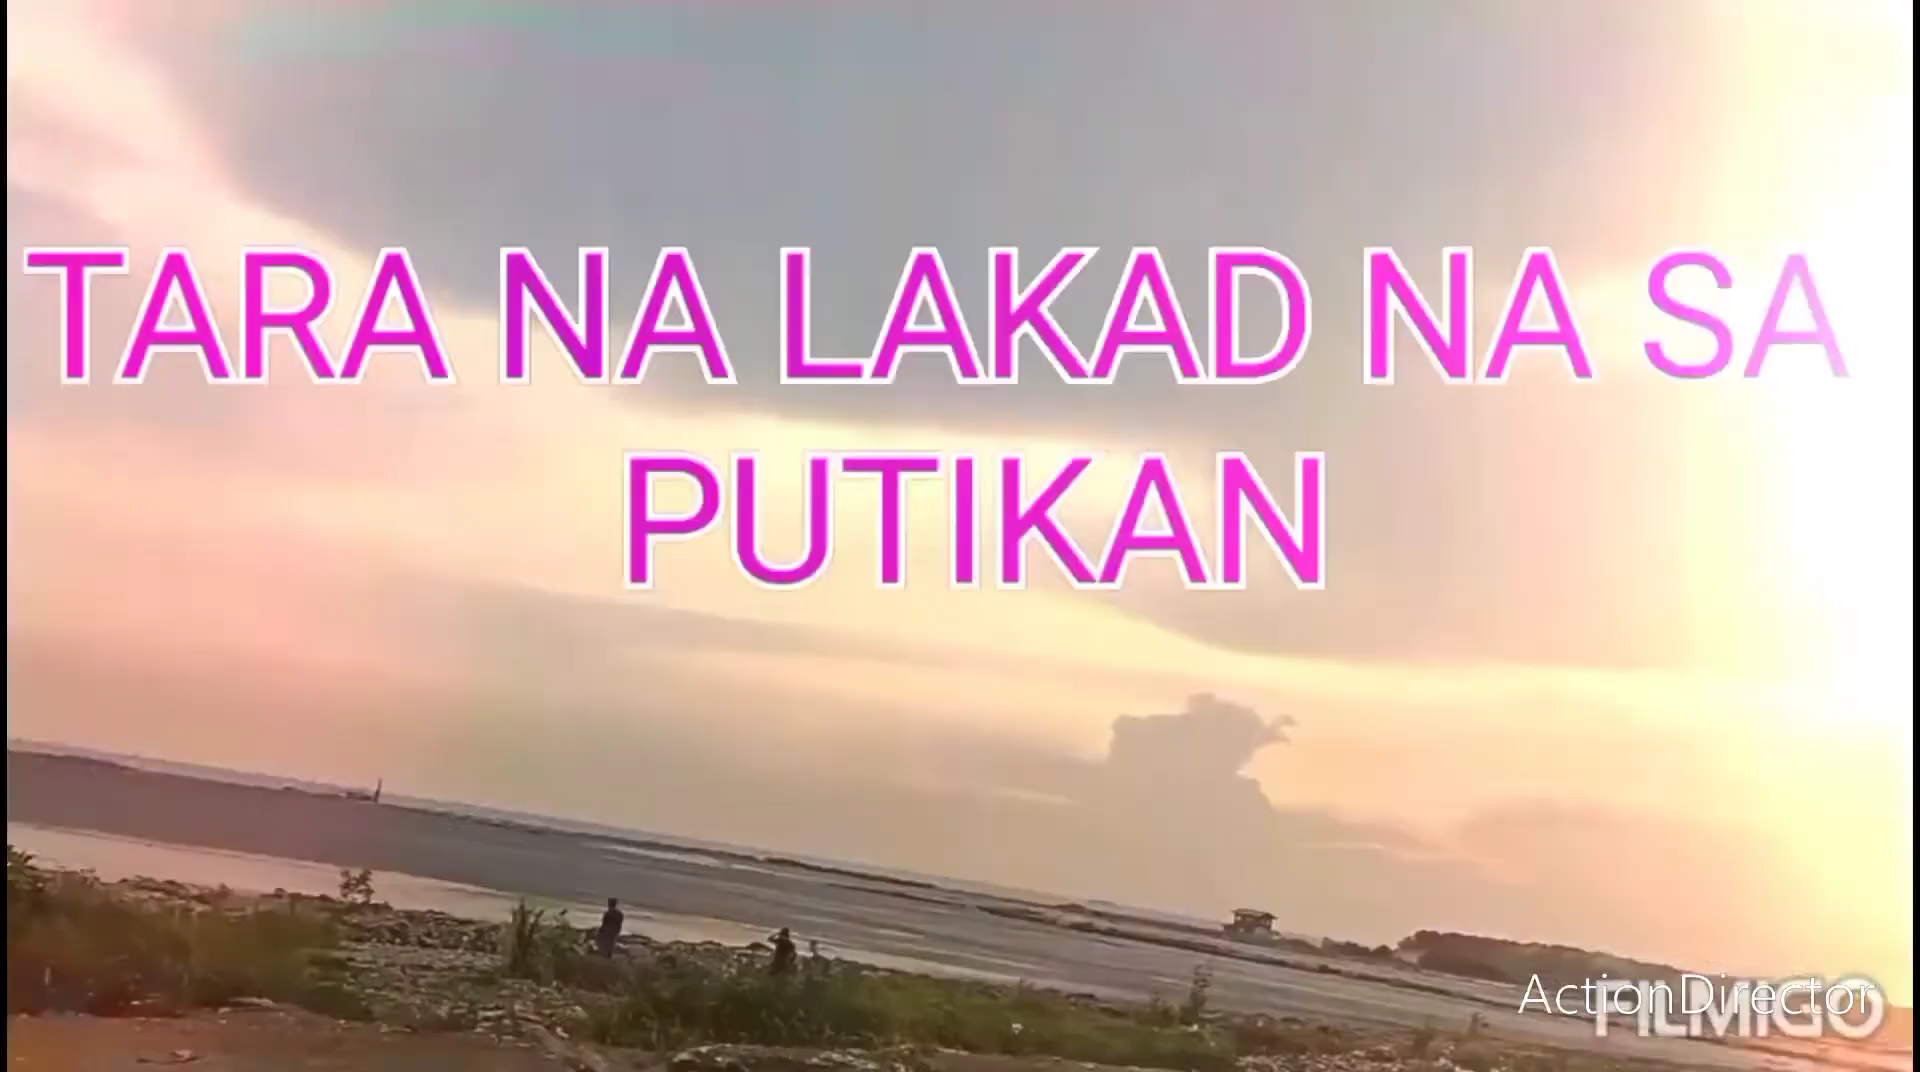 TARA NA LAKAD NA SA
PUTIKAN
ActionDirector
FILMIGO